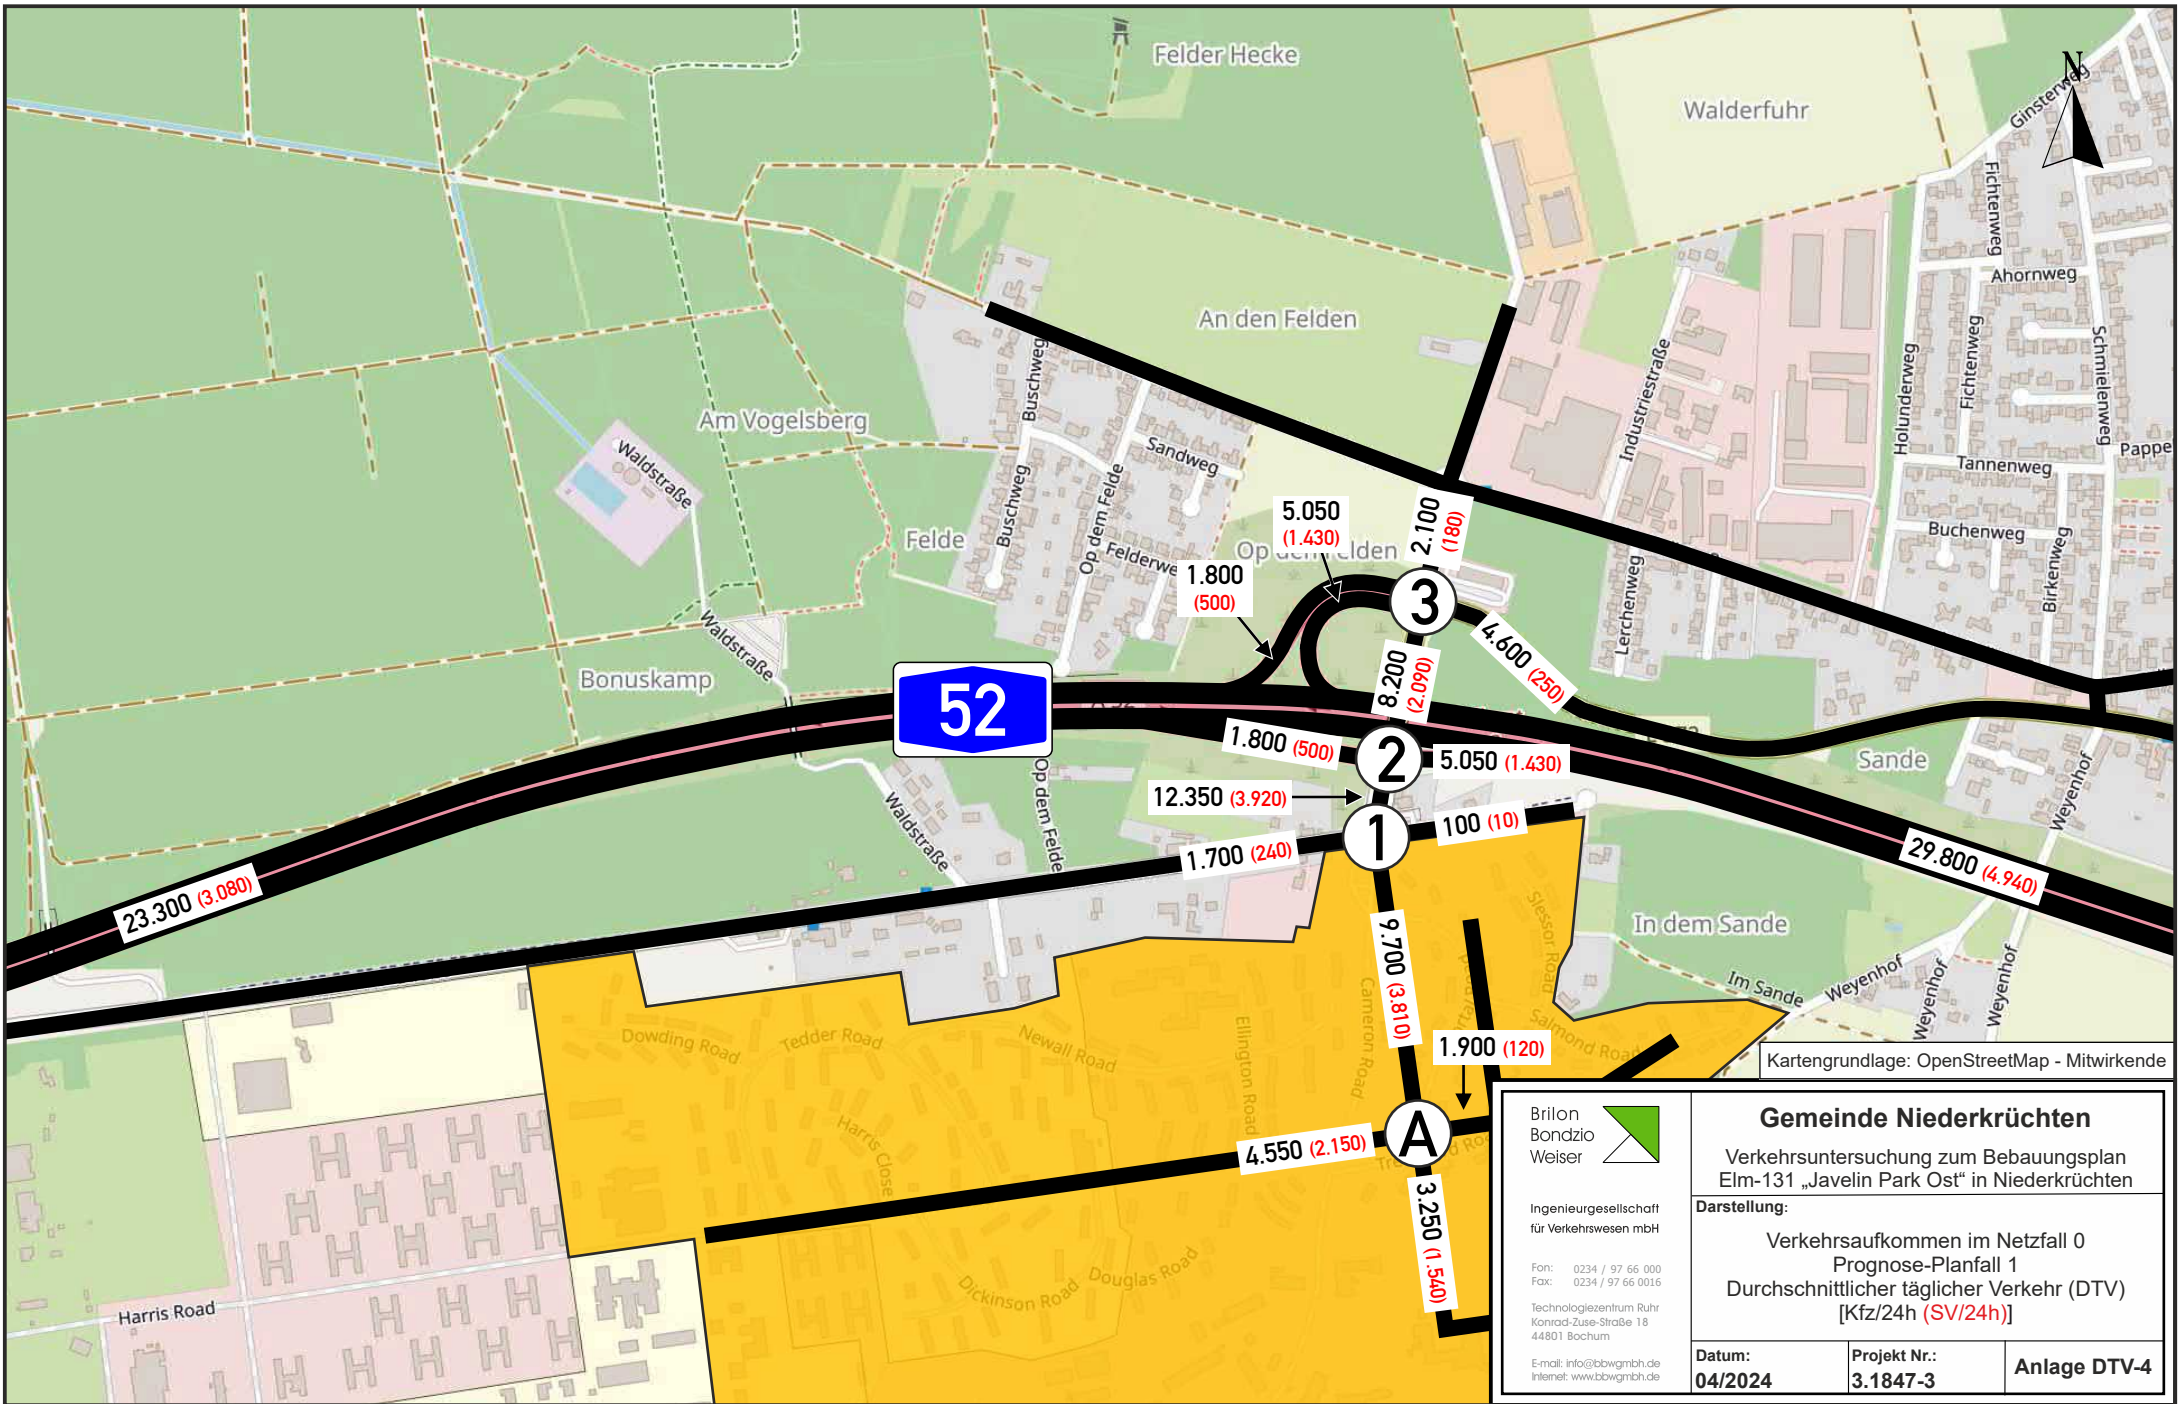 Felder Hecke
Walderfuhr
N
Ginsterweg
Fichtenweg
Ahornweg
An den Felden
Buschweg
Fichtenweg
Schmielenweg
Holunderweg
Industriestraße
Am Vogelsberg
Waldstraße
Sandweg
Op dem Felde
Buschweg
Tannenweg
Pappe
Buchenweg
Felde
Felderwe
5.050
(1.430)
Op dem Felden
2.100
(180)
1.800
(500)
3
Lerchenweg
Birkenweg
4.600 (250)
Waldstraße
Bonuskamp
8.200
(2.090)
52
1.800 (500)
2
5.050 (1.430)
Sande
Weyenhof
12.350 (3.920)
Op dem Felde
Waldstraße
1
100 (10)
1.700 (240)
29.800 (4.940)
23.300 (3.080)
9.700 (3.810)
Slessor Road
In dem Sande
Im Sande
Weyenhof
Weyenhof
Weyenhof
Dowding Road
Tedder Road
Newall Road
Ellington Road
Cameron Road
Salmond Road
1.900 (120)
Harris Close
A
4.550 (2.150)
3.250 (1.540)
Dickinson Road
Douglas Road
Harris Road
Kartengrundlage: OpenStreetMap - Mitwirkende
Brilon
Bondzio
Weiser
Ingenieurgesellschaft
für Verkehrswesen mbH
Fon: 0234 / 97 66 000
Fax: 0234 / 97 66 0016
Technologiezentrum Ruhr
Konrad-Zuse-Straße 18
44801 Bochum
E-mail: info@bbwgmbh.de
Internet: www.bbwgmbh.de
Gemeinde Niederkrüchten
Verkehrsuntersuchung zum Bebauungsplan
Elm-131 „Javelin Park Ost“ in Niederkrüchten
Darstellung:
Verkehrsaufkommen im Netzfall 0
Prognose-Planfall 1
Durchschnittlicher täglicher Verkehr (DTV)
[Kfz/24h (SV/24h)]
Datum:
04/2024
Projekt Nr.:
3.1847-3
Anlage DTV-4